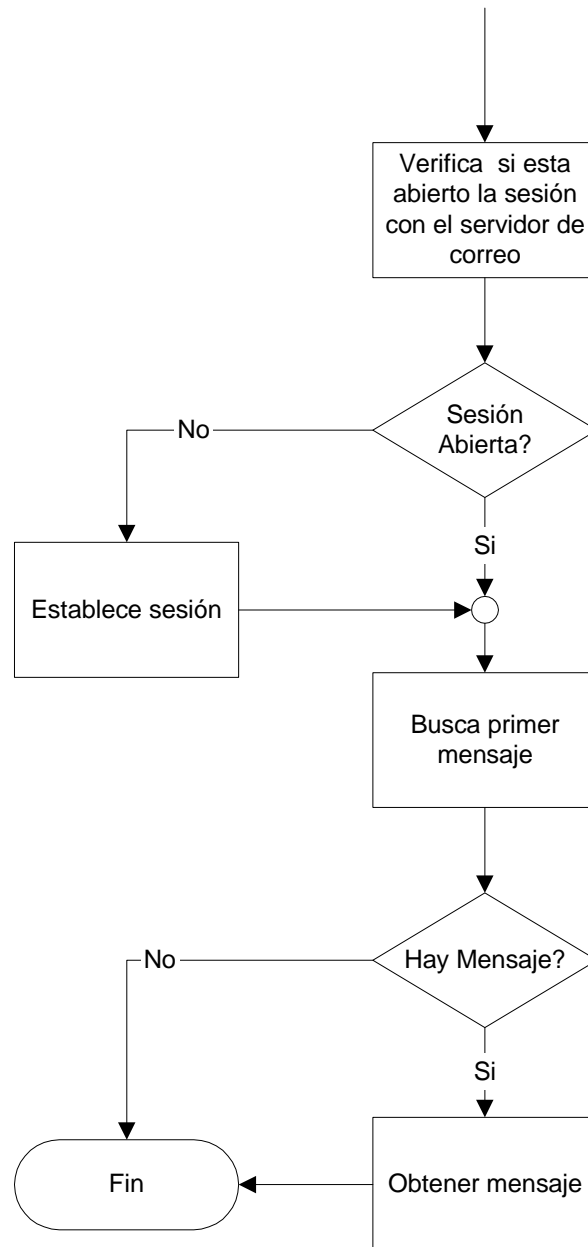 Verifica si esta
abierto la sesión
con el servidor de
correo
Sesión
Abierta?
No
Si
Establece sesión
Busca primer
mensaje
Hay Mensaje?
No
Si
Fin
Obtener mensaje